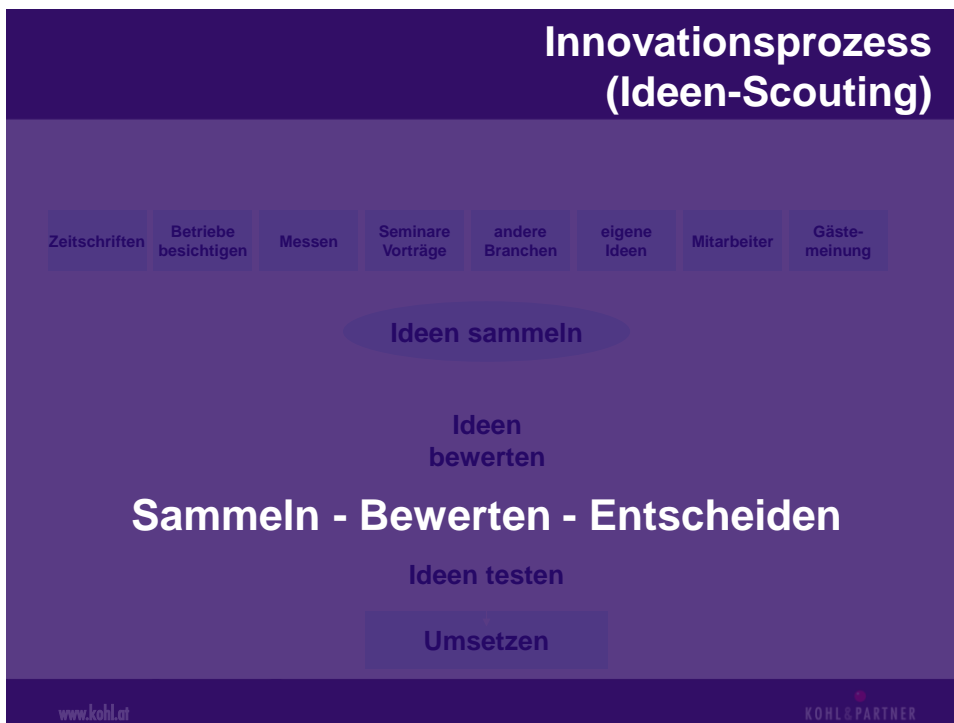 Innovationsprozess
(Ideen-Scouting)
Zeitschriften
Betriebe
besichtigen
Messen
Seminare
Vorträge
andere
Branchen
eigene
Ideen
Mitarbeiter
Gäste-
meinung
Ideen sammeln
Ideen
bewerten
Sammeln - Bewerten - Entscheiden
Ideen testen
Umsetzen
www.kohl.at
KOHL & PARTNER